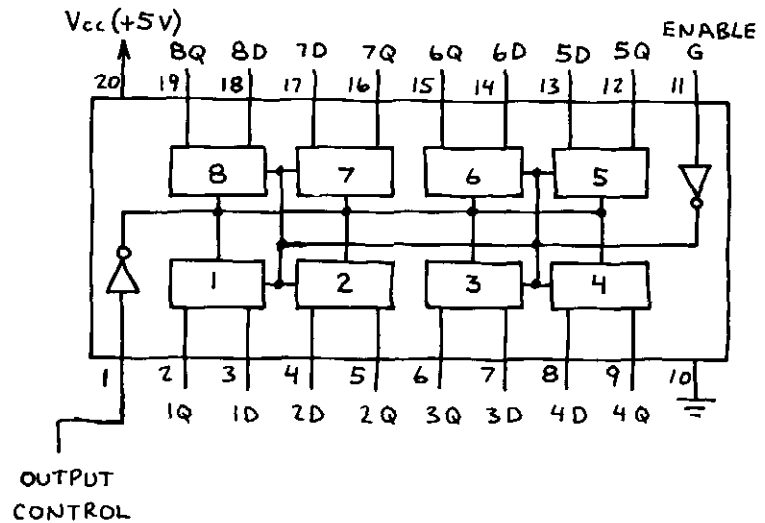 Vcc (+5V)
ENABLE
8Q 8D 7D 7Q 6Q 6D 5D 5Q G
20 19 18 17 16 15 14 13 12 11
8 7 6 5
1 2 3 4
1 2 3 4 5 6 7 8 9 10
1Q 1D 2D 2Q 3Q 3D 4D 4Q
OUTPUT
CONTROL